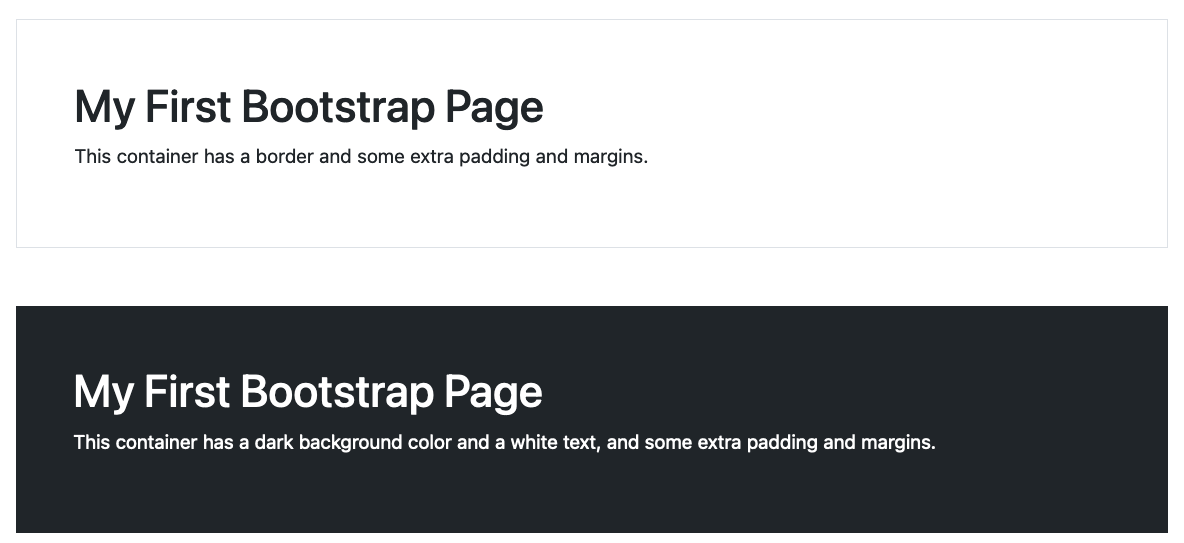 My First Bootstrap Page
This container has a border and some extra padding and margins.
My First Bootstrap Page
This container has a dark background color and a white text, and some extra padding and margins.